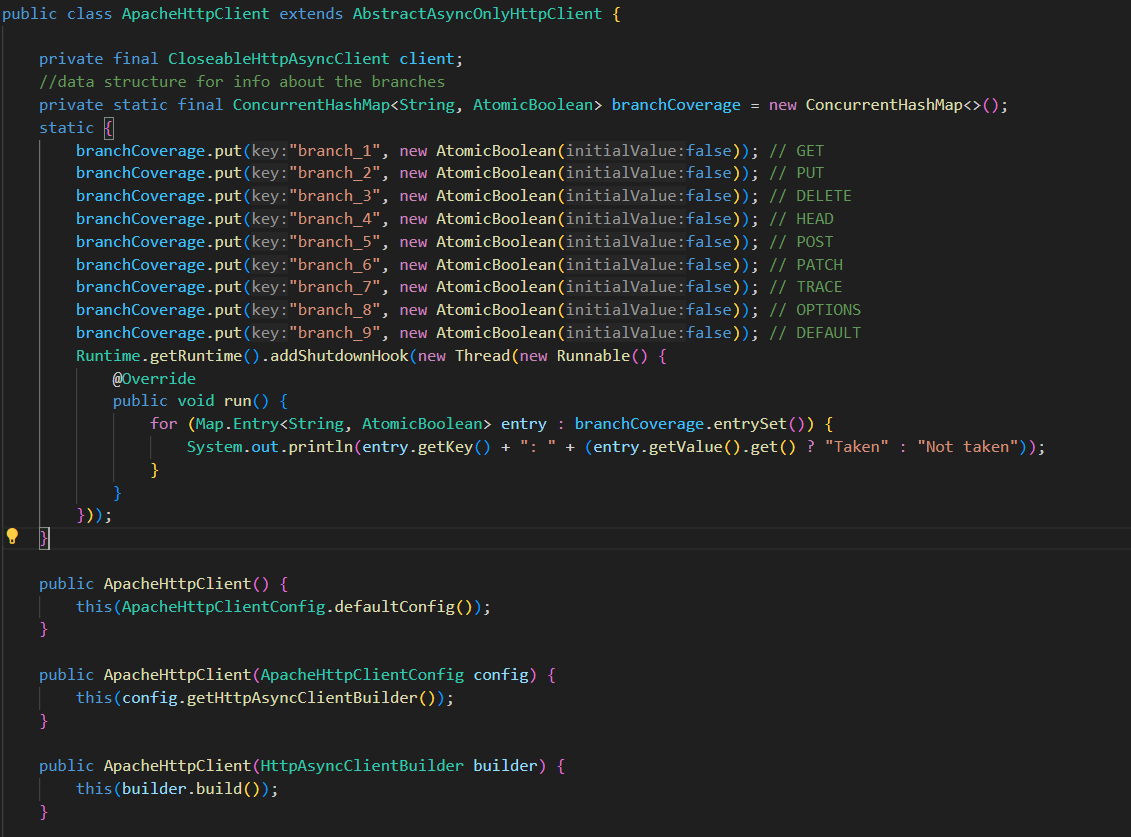 public class ApacheHttpClient extends AbstractAsyncOnlyHttpClient {
private final CloseableHttpAsyncClient client;
//data structure for info about the branches
private static final ConcurrentHashMap<String, AtomicBoolean> branchCoverage = new ConcurrentHashMap<>();
static {
branchCoverage.put(key:"branch_1", new AtomicBoolean(initialValue:false)); // GET
branchCoverage.put(key:"branch_2", new AtomicBoolean(initialValue:false)); // PUT
branchCoverage.put(key:"branch_3", new AtomicBoolean(initialValue:false)); // DELETE
branchCoverage.put(key:"branch_4", new AtomicBoolean(initialValue:false)); // HEAD
branchCoverage.put(key:"branch_5", new AtomicBoolean(initialValue:false)); // POST
branchCoverage.put(key:"branch_6", new AtomicBoolean(initialValue:false)); // PATCH
branchCoverage.put(key:"branch_7", new AtomicBoolean(initialValue:false)); // TRACE
branchCoverage.put(key:"branch_8", new AtomicBoolean(initialValue:false)); // OPTIONS
branchCoverage.put(key:"branch_9", new AtomicBoolean(initialValue:false)); // DEFAULT
Runtime.getRuntime().addShutdownHook(new Thread(new Runnable() {
@Override
public void run() {
for (Map.Entry<String, AtomicBoolean> entry : branchCoverage.entrySet()) {
System.out.println(entry.getKey() + ": " + (entry.getValue().get() ? "Taken" : "Not taken"));
}
}
}));
}
public ApacheHttpClient() {
this(ApacheHttpClientConfig.defaultConfig());
}
public ApacheHttpClient(ApacheHttpClientConfig config) {
this(config.getHttpAsyncClientBuilder());
}
public ApacheHttpClient(HttpAsyncClientBuilder builder) {
this(builder.build());
}